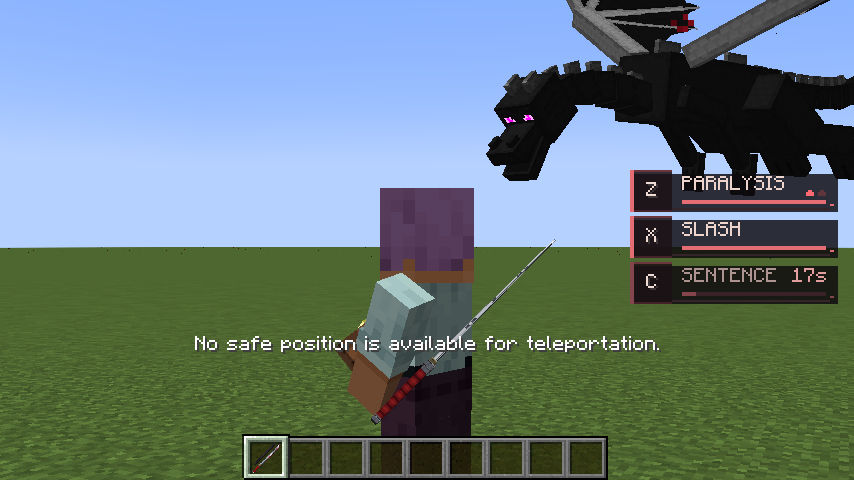 Z PARALYSIS
X SLASH
C SENTENCE 17s
No safe position is available for teleportation.